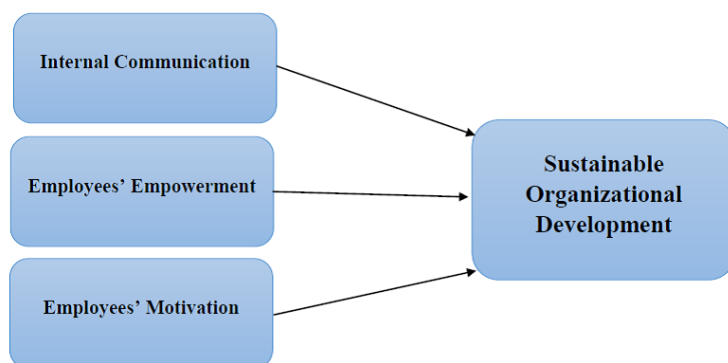 Internal Communication
Employees’ Empowerment
Employees’ Motivation
Sustainable
Organizational
Development